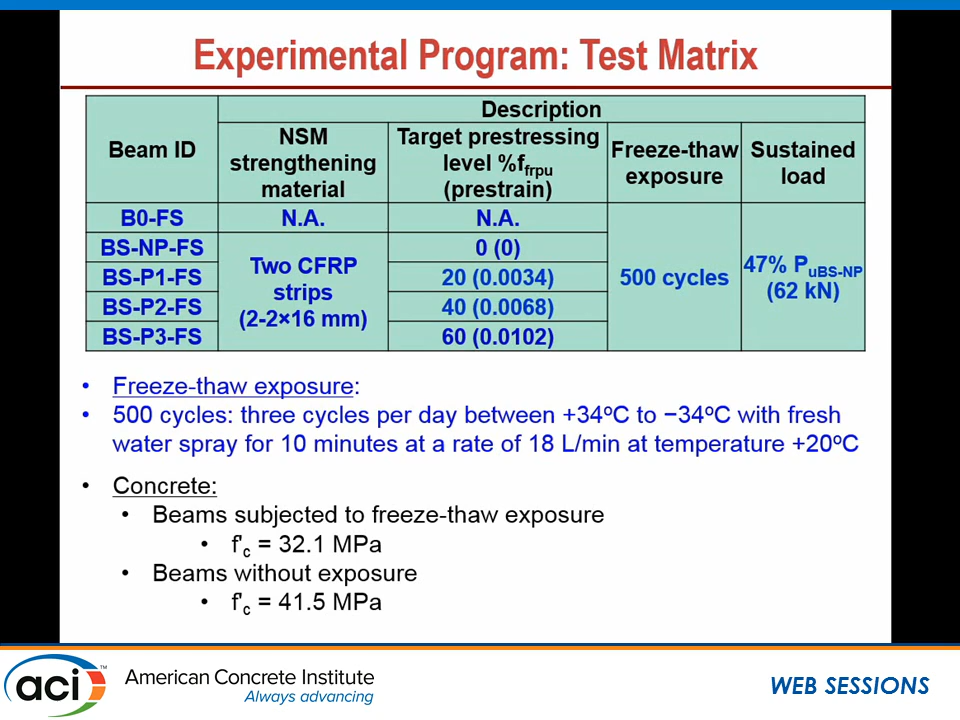 Experimental Program: Test Matrix
Beam ID
Description
NSM
strengthening
material
Target prestressing
level %ffrpu
(prestrain)
Freeze-thaw
exposure
Sustained
load
B0-FS
N.A.
N.A.
500 cycles
47% PuBS-NP
(62 kN)
BS-NP-FS
Two CFRP
strips
(2-2×16 mm)
0 (0)
BS-P1-FS
20 (0.0034)
BS-P2-FS
40 (0.0068)
BS-P3-FS
60 (0.0102)
• Freeze-thaw exposure:
• 500 cycles: three cycles per day between +34ºC to −34ºC with fresh
water spray for 10 minutes at a rate of 18 L/min at temperature +20ºC
• Concrete:
• Beams subjected to freeze-thaw exposure
• f'c = 32.1 MPa
• Beams without exposure
• f'c = 41.5 MPa
aci™
American Concrete Institute
Always advancing
WEB SESSIONS